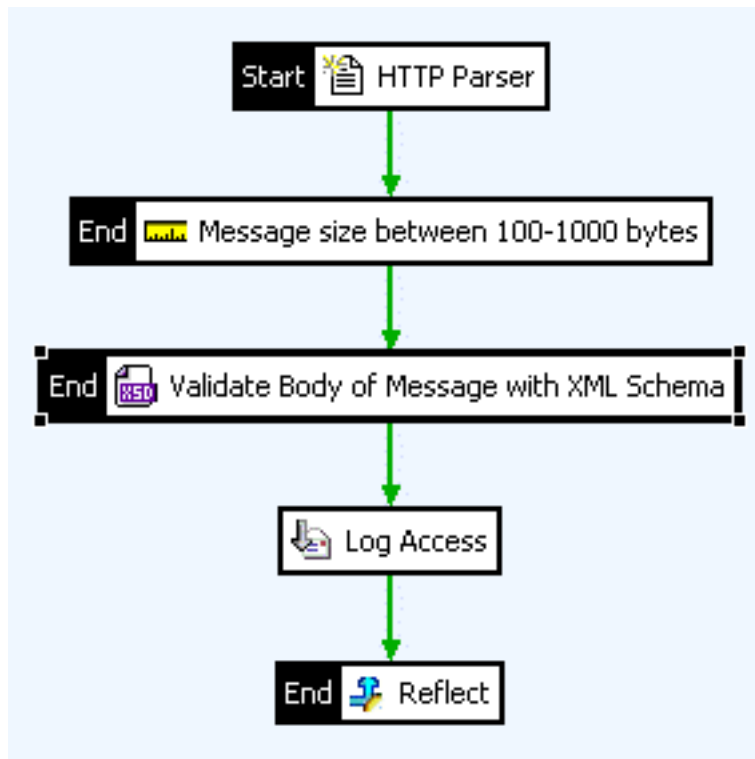 Start HTTP Parser
End Message size between 100-1000 bytes
End XSD Validate Body of Message with XML Schema
Log Access
End Reflect